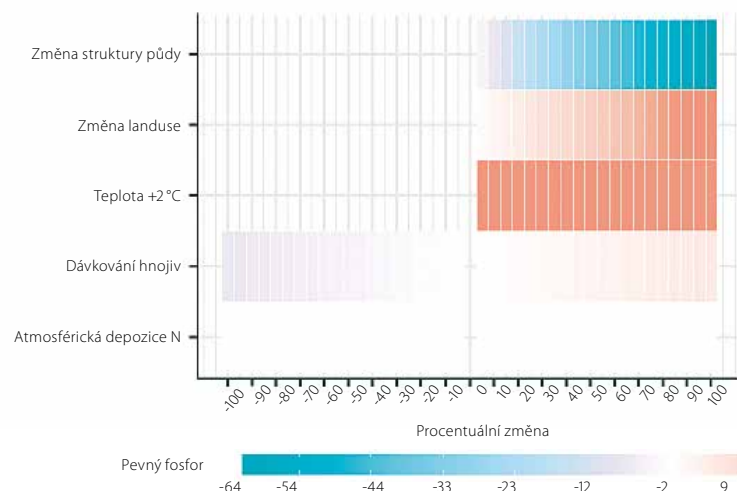 Změna struktury půdy
Změna landuse
Teplota +2 °C
Dávkování hnojiv
Atmosférická depozice N
-100 -90 -80 -70 -60 -50 -40 -30 -20 -10 0 10 20 30 40 50 60 70 80 90 100
Procentuální změna
Pevný fosfor
-64 -54 -44 -33 -23 -12 -2 9